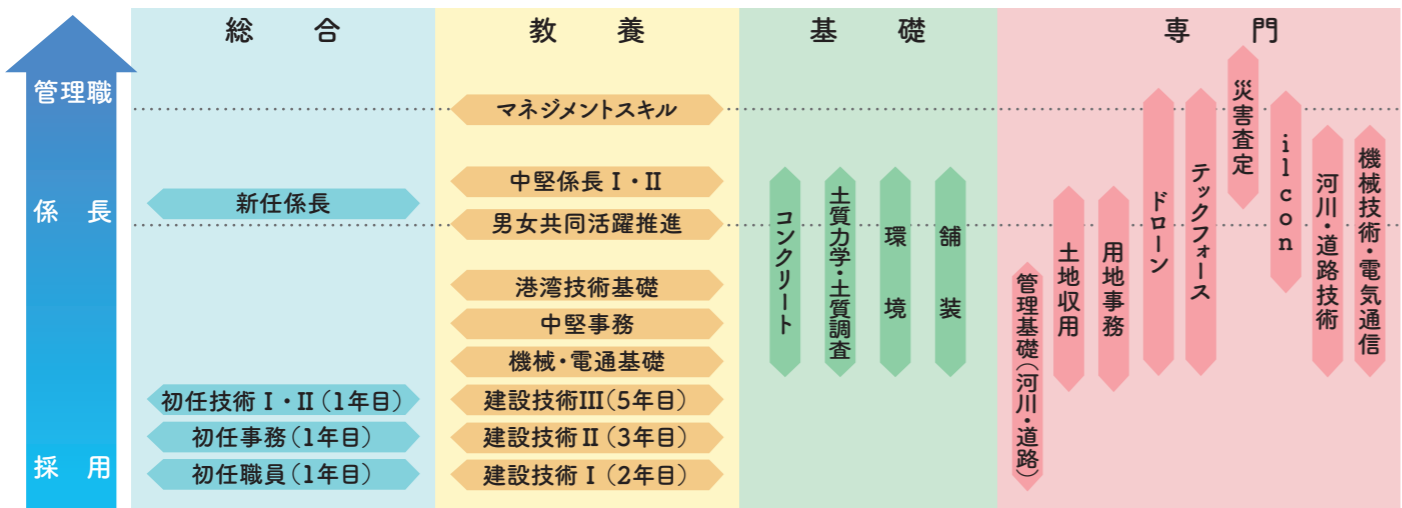 管理職
係 長
採 用
総 合
新任係長
初任技術Ⅰ・Ⅱ（1年目）
初任事務（1年目）
初任職員（1年目）
教 養
マネジメントスキル
中堅係長Ⅰ・Ⅱ
男女共同活躍推進
港湾技術基礎
中堅事務
機械・電通基礎
建設技術Ⅲ（5年目）
建設技術Ⅱ（3年目）
建設技術Ⅰ（2年目）
基 礎
コンクリート
土質力学・土質調査
環 境
舗 装
専 門
管理基礎（河川・道路）
土地収用
用地事務
ドローン
テックフォース
災害査定
ilcon
河川・道路技術
機械技術・電気通信